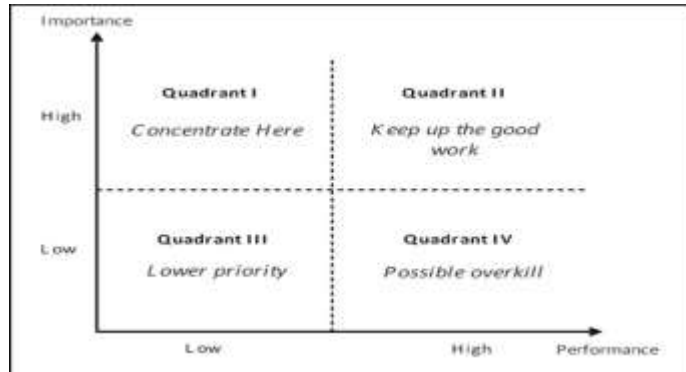 Importance
Quadrant I
Quadrant II
High
Concentrate Here
Keep up the good
work
Quadrant III
Quadrant IV
Low
Lower priority
Possible overkill
Low
High
Performance